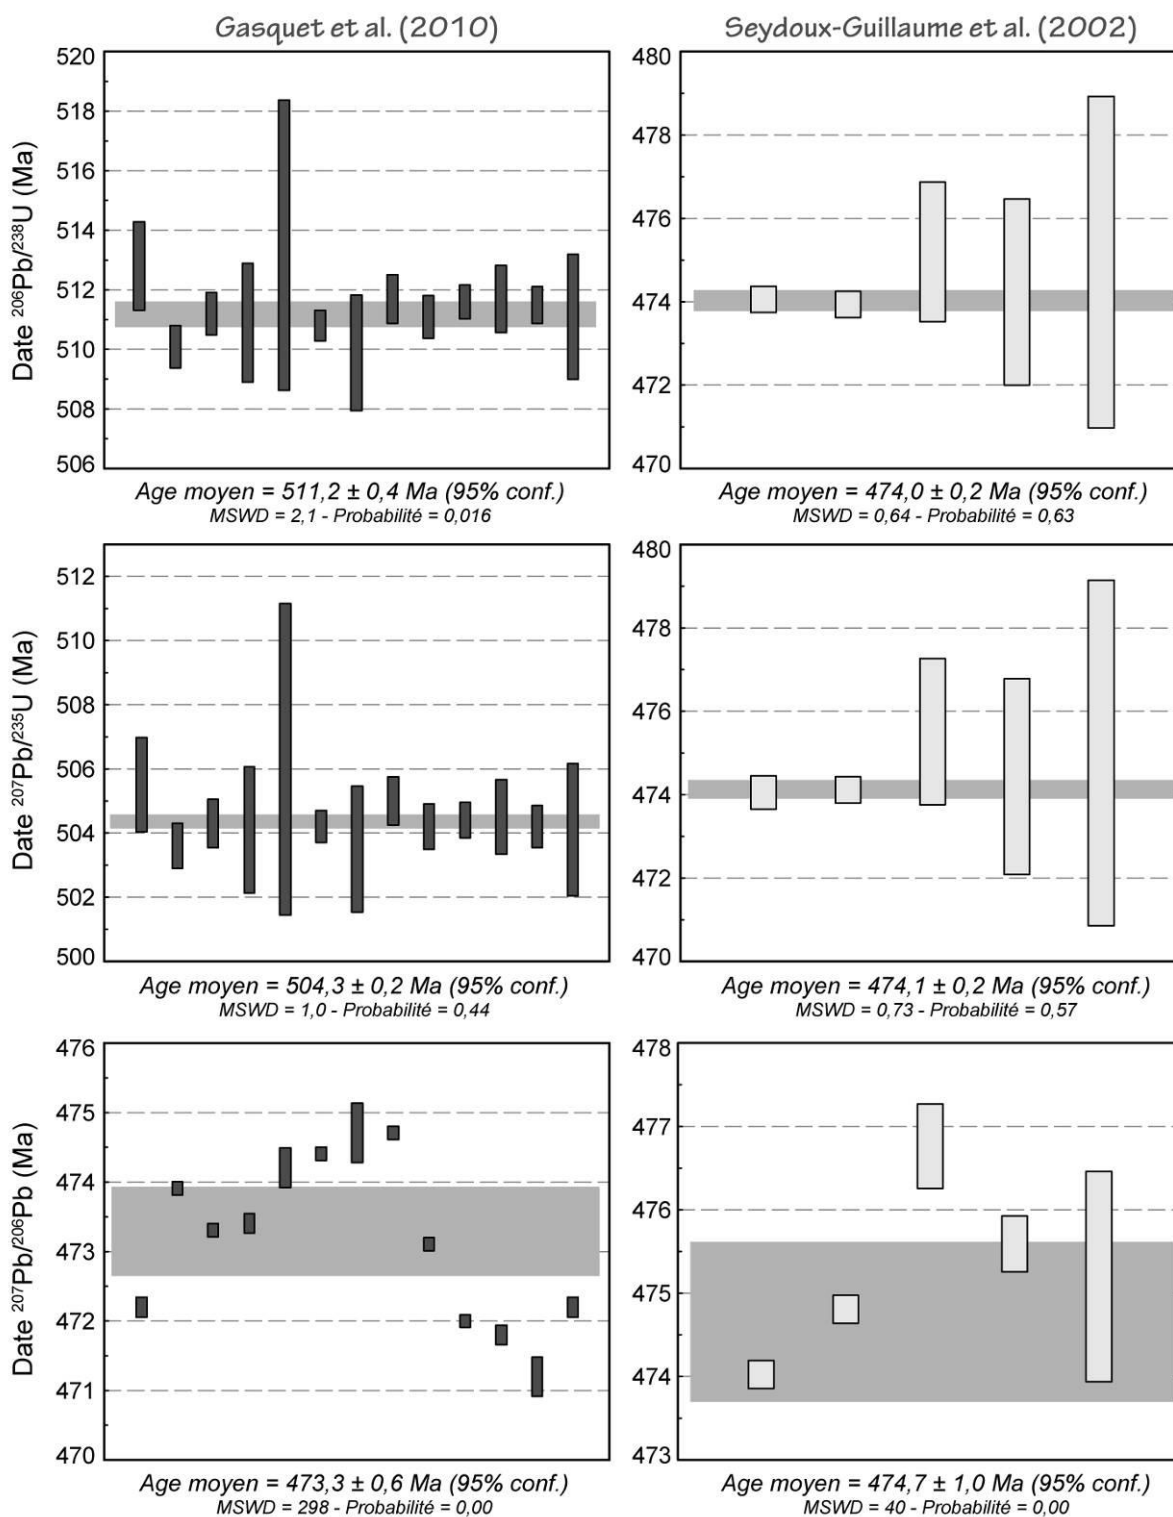 Gasquet et al. (2010)
Seydoux-Guillaume et al. (2002)
Date 206Pb/238U (Ma)
520
518
516
514
512
510
508
506
480
478
476
474
472
470
Age moyen = 511,2 ± 0,4 Ma (95% conf.)
MSWD = 2,1 - Probabilité = 0,016
Age moyen = 474,0 ± 0,2 Ma (95% conf.)
MSWD = 0,64 - Probabilité = 0,63
Date 207Pb/235U (Ma)
512
510
508
506
504
502
500
480
478
476
474
472
470
Age moyen = 504,3 ± 0,2 Ma (95% conf.)
MSWD = 1,0 - Probabilité = 0,44
Age moyen = 474,1 ± 0,2 Ma (95% conf.)
MSWD = 0,73 - Probabilité = 0,57
Date 207Pb/206Pb (Ma)
476
475
474
473
472
471
470
478
477
476
475
474
473
Age moyen = 473,3 ± 0,6 Ma (95% conf.)
MSWD = 298 - Probabilité = 0,00
Age moyen = 474,7 ± 1,0 Ma (95% conf.)
MSWD = 40 - Probabilité = 0,00